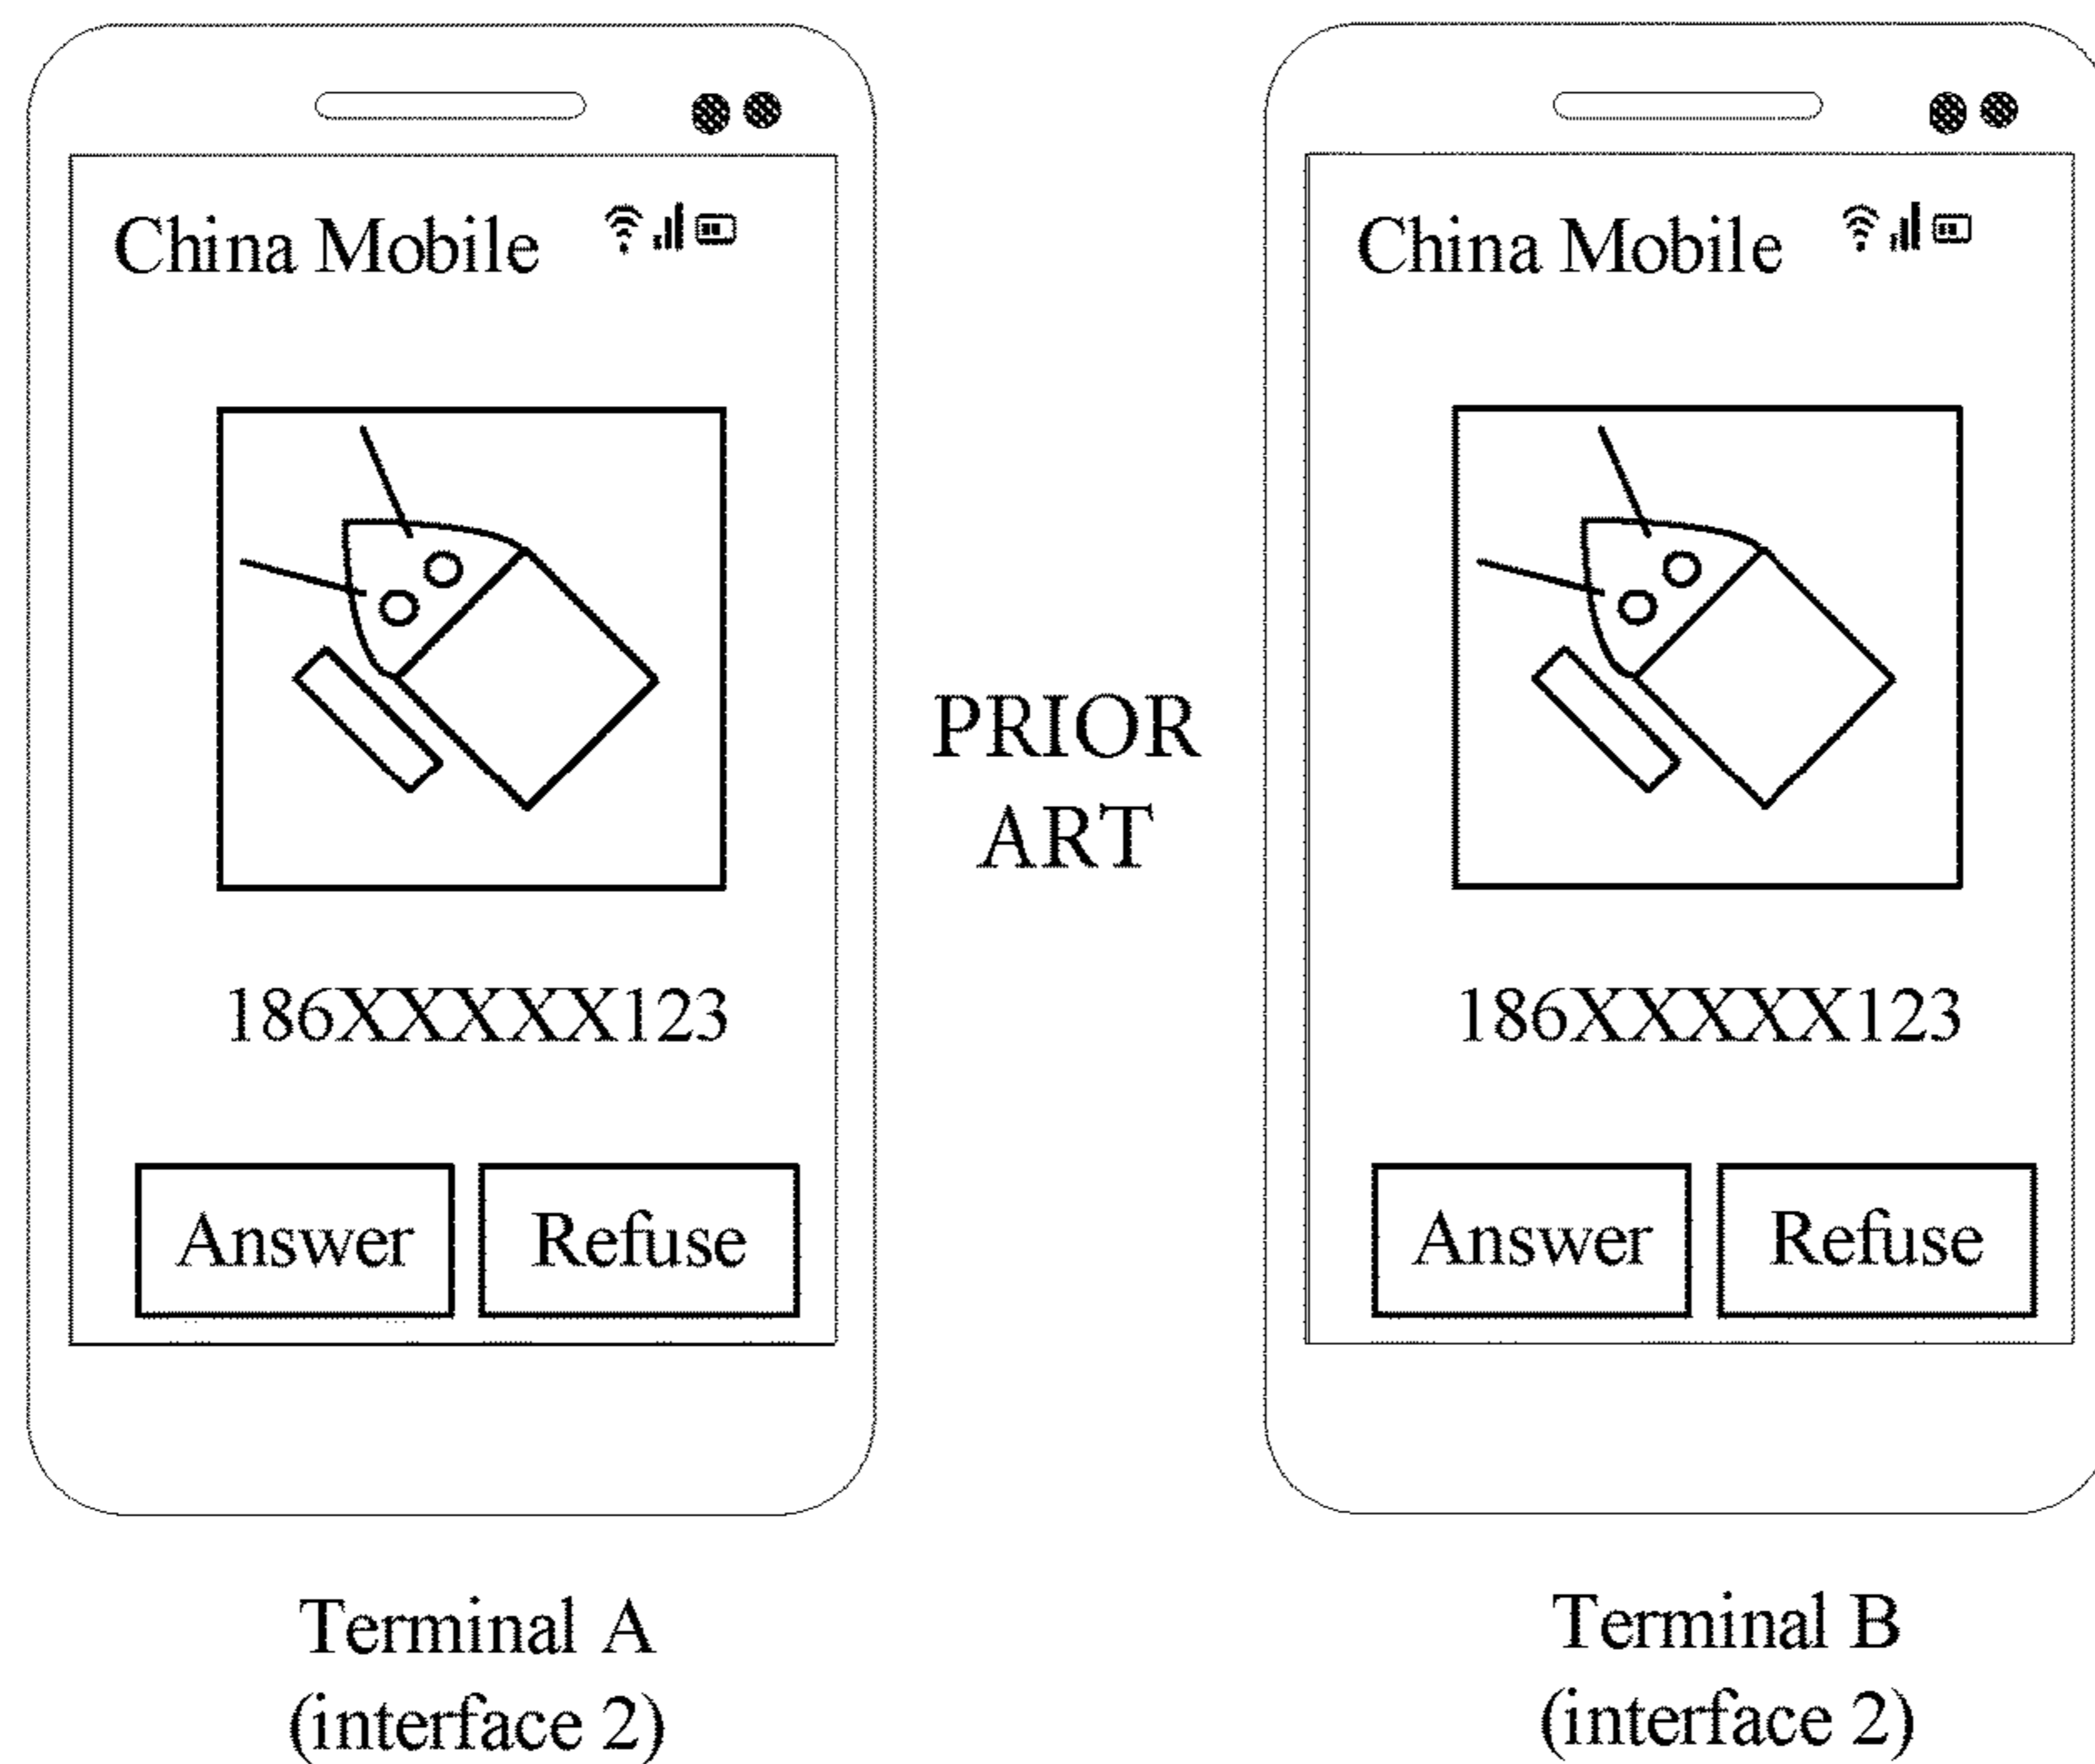 China Mobile
186XXXXX123
Answer
Refuse
Terminal A
(interface 2)
PRIOR
ART
China Mobile
186XXXXX123
Answer
Refuse
Terminal B
(interface 2)